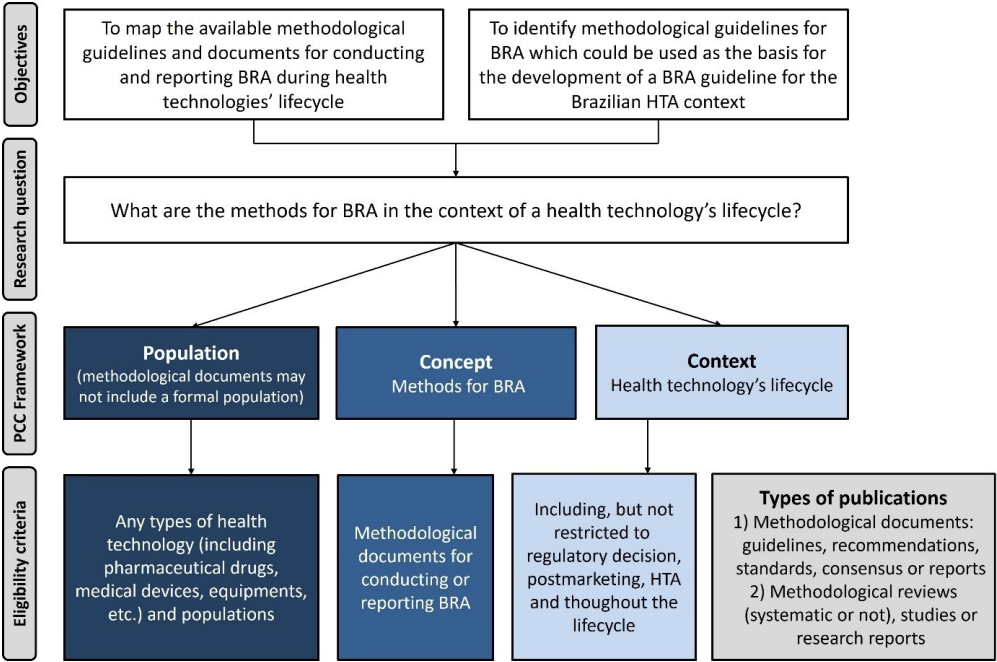 Objectives
To map the available methodological
guidelines and documents for conducting
and reporting BRA during health
technologies’ lifecycle
To identify methodological guidelines for
BRA which could be used as the basis for
the development of a BRA guideline for the
Brazilian HTA context
Research question
What are the methods for BRA in the context of a health technology’s lifecycle?
PCC Framework
Population
(methodological documents may
not include a formal population)
Concept
Methods for BRA
Context
Health technology’s lifecycle
Eligibility criteria
Any types of health
technology (including
pharmaceutical drugs,
medical devices, equipments,
etc.) and populations
Methodological
documents for
conducting or
reporting BRA
Including, but not
restricted to
regulatory decision,
postmarketing, HTA
and thoughout the
lifecycle
Types of publications
1) Methodological documents:
guidelines, recommendations,
standards, consensus or reports
2) Methodological reviews
(systematic or not), studies or
research reports